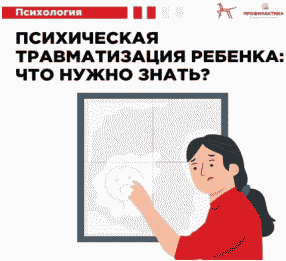 Психология
ПРОФИЛАКТИКА
ПСИХИЧЕСКАЯ
ТРАВМАТИЗАЦИЯ РЕБЕНКА:
ЧТО НУЖНО ЗНАТЬ?